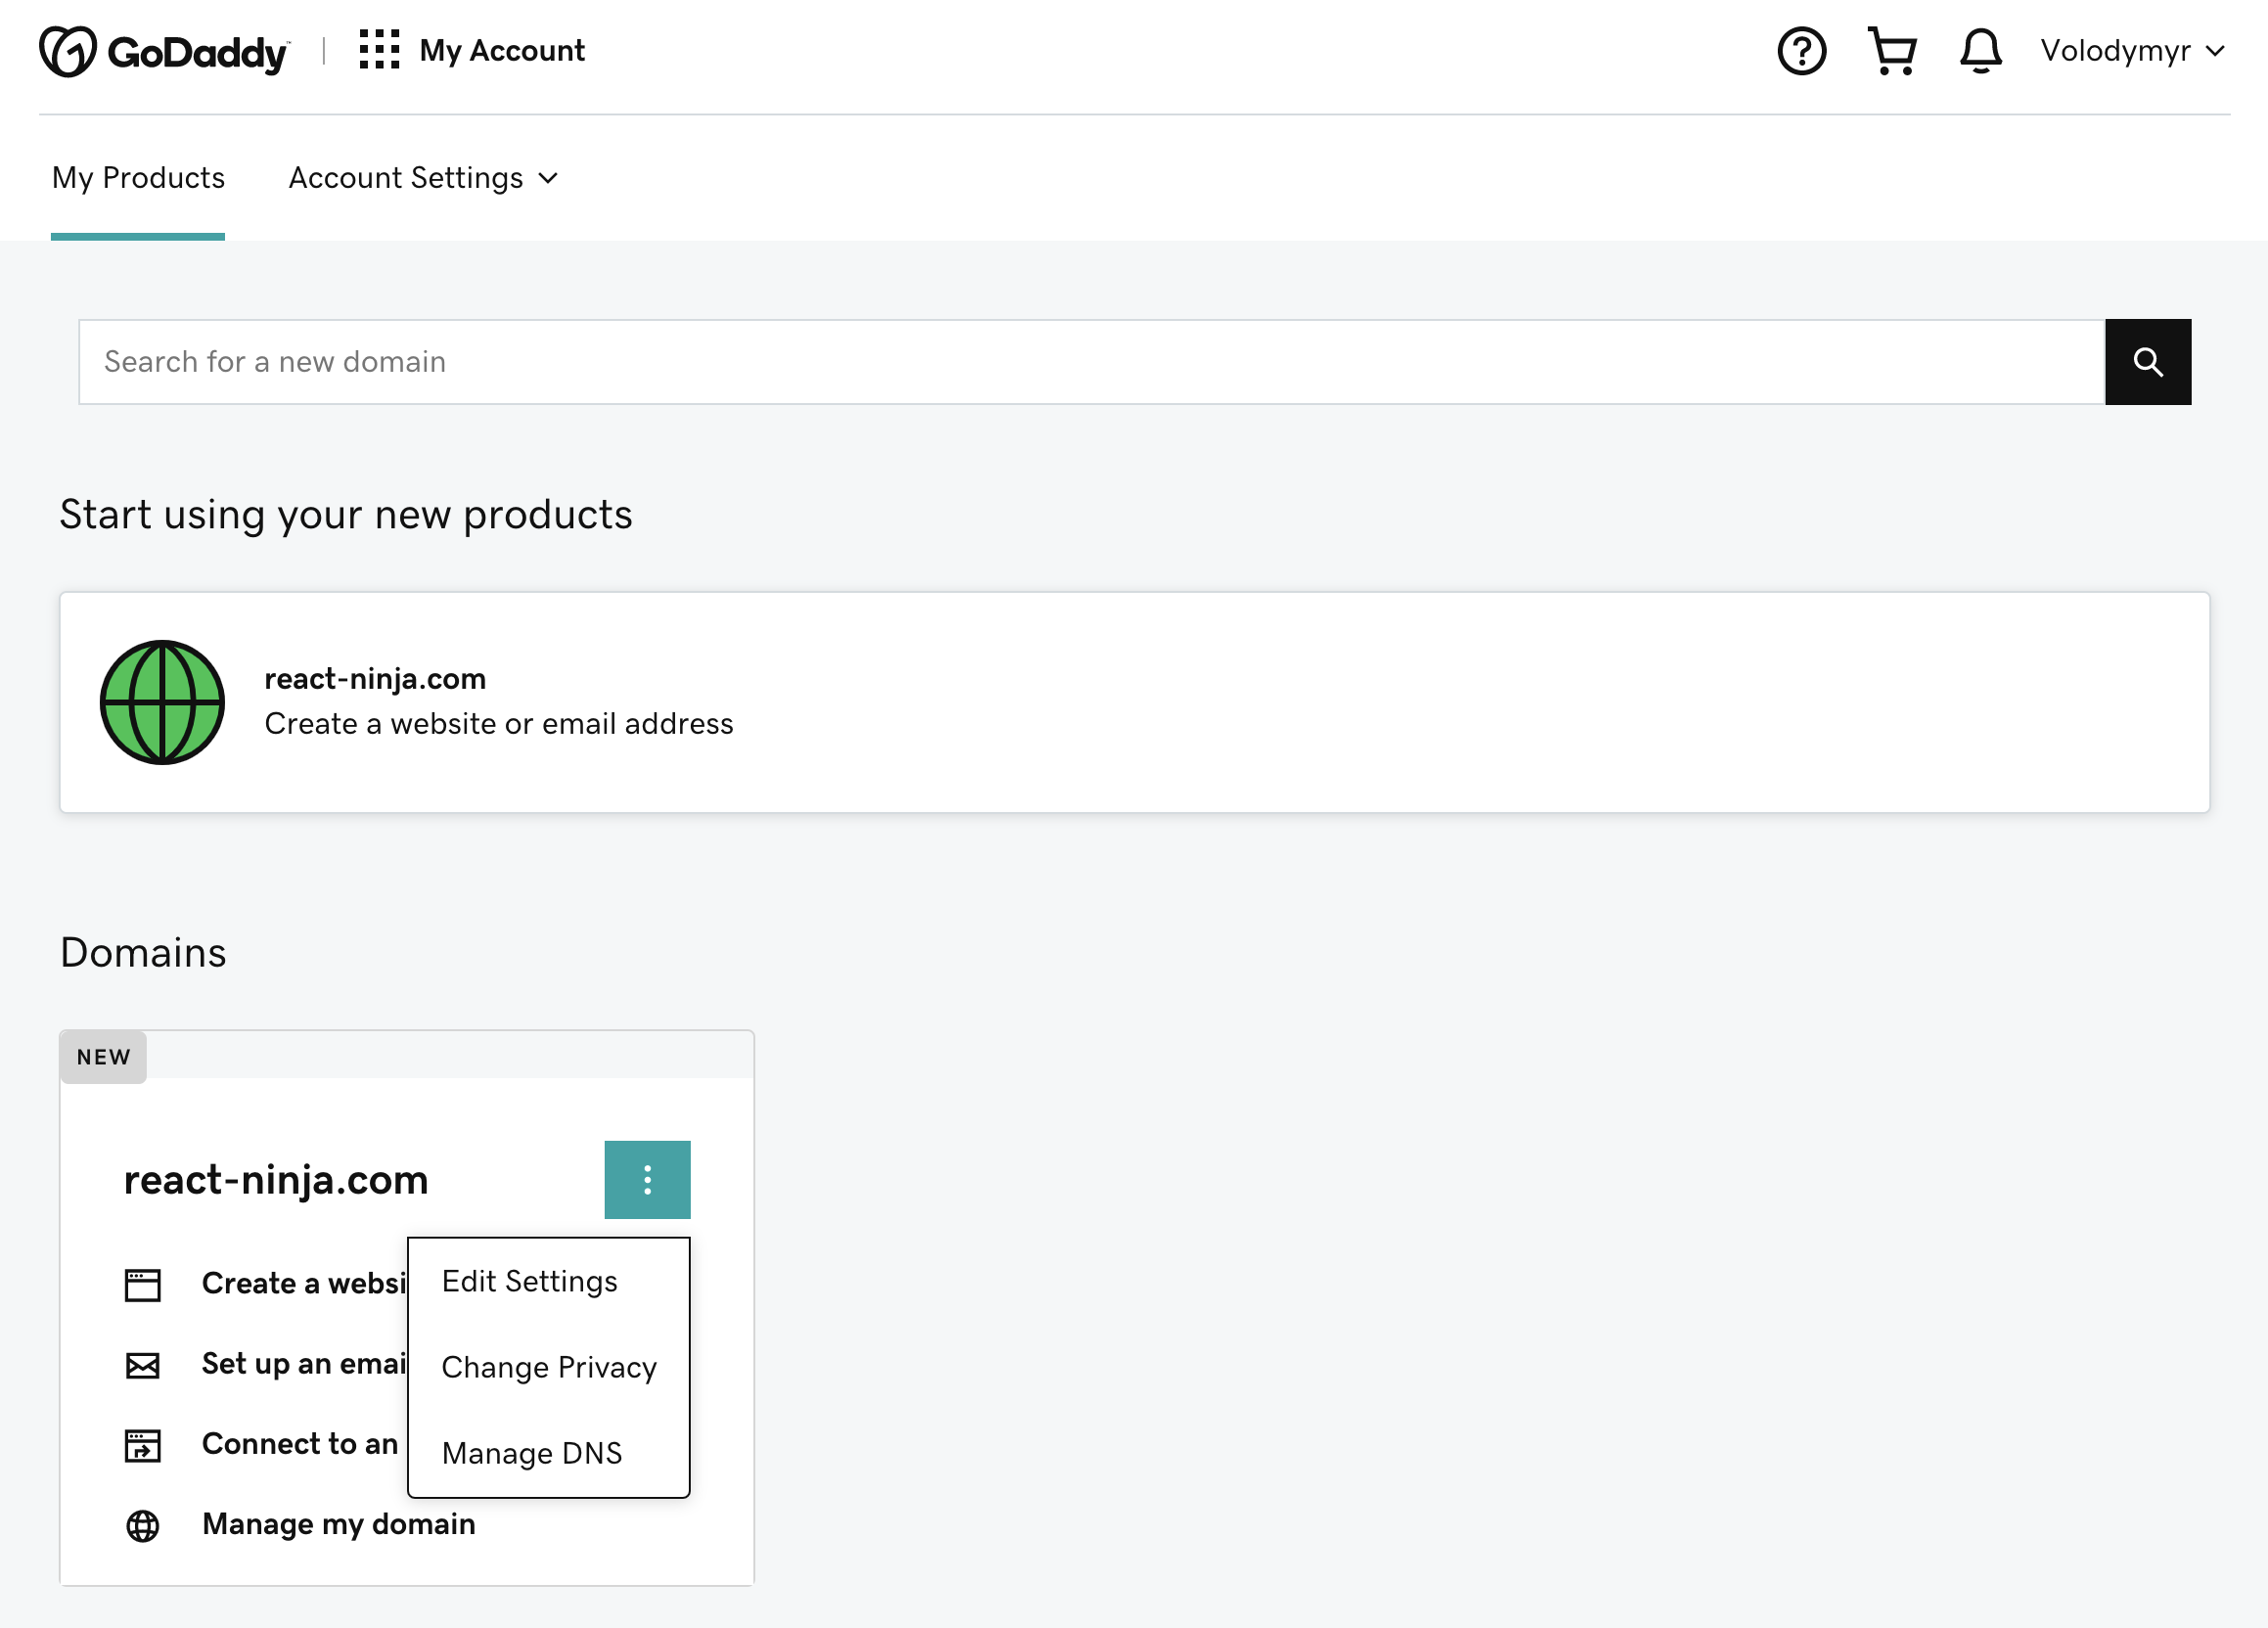 GoDaddy My Account Volodymyr
My Products Account Settings
Search for a new domain
Start using your new products
react-ninja.com
Create a website or email address
Domains
NEW
react-ninja.com
Edit Settings
Change Privacy
Manage DNS
Create a websi
Set up an emai
Connect to an
Manage my domain